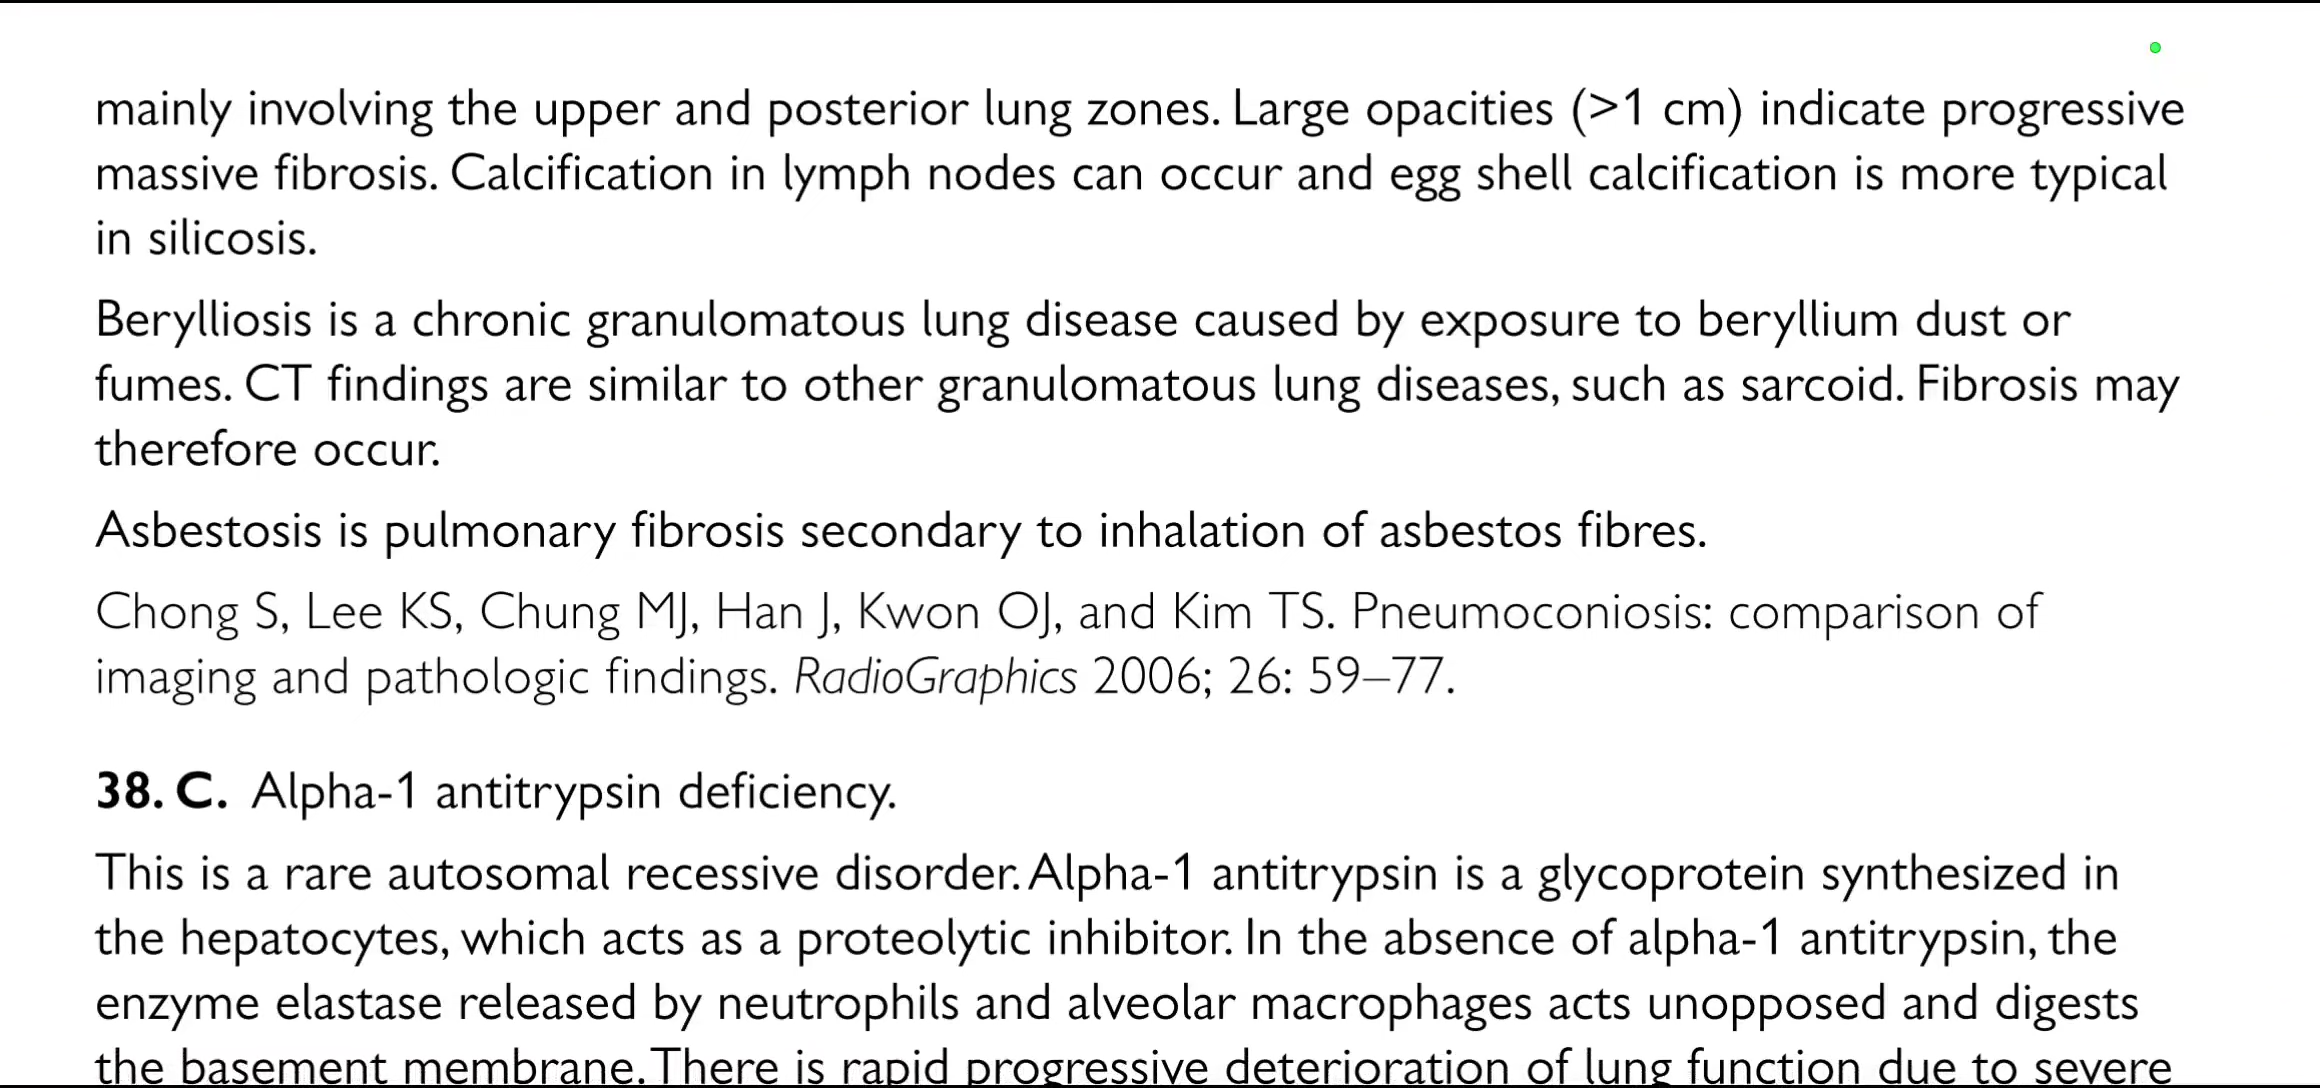 mainly involving the upper and posterior lung zones. Large opacities (>1 cm) indicate progressive
massive fibrosis. Calcification in lymph nodes can occur and egg shell calcification is more typical
in silicosis.
Berylliosis is a chronic granulomatous lung disease caused by exposure to beryllium dust or
fumes. CT findings are similar to other granulomatous lung diseases, such as sarcoid. Fibrosis may
therefore occur.
Asbestosis is pulmonary fibrosis secondary to inhalation of asbestos fibres.
Chong S, Lee KS, Chung MJ, Han J, Kwon OJ, and Kim TS. Pneumoconiosis: comparison of
imaging and pathologic findings. RadioGraphics 2006; 26: 59–77.
38. C. Alpha-1 antitrypsin deficiency.
This is a rare autosomal recessive disorder. Alpha-1 antitrypsin is a glycoprotein synthesized in
the hepatocytes, which acts as a proteolytic inhibitor. In the absence of alpha-1 antitrypsin, the
enzyme elastase released by neutrophils and alveolar macrophages acts unopposed and digests
the basement membrane. There is rapid progressive deterioration of lung function due to severe